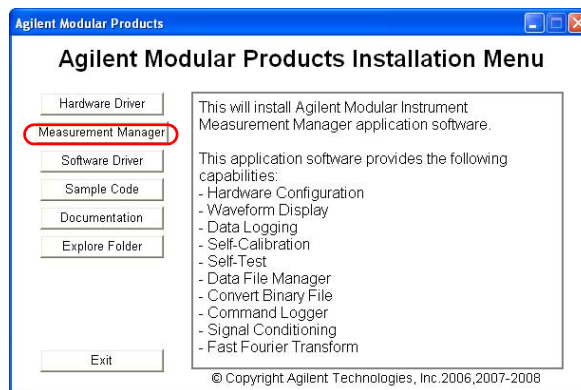 Agilent Modular Products
Agilent Modular Products Installation Menu
Hardware Driver
Measurement Manager
Software Driver
Sample Code
Documentation
Explore Folder
Exit
This will install Agilent Modular Instrument
Measurement Manager application software.
This application software provides the following
capabilities:
- Hardware Configuration
- Waveform Display
- Data Logging
- Self-Calibration
- Self-Test
- Data File Manager
- Convert Binary File
- Command Logger
- Signal Conditioning
- Fast Fourier Transform
© Copyright Agilent Technologies, Inc.2006,2007-2008